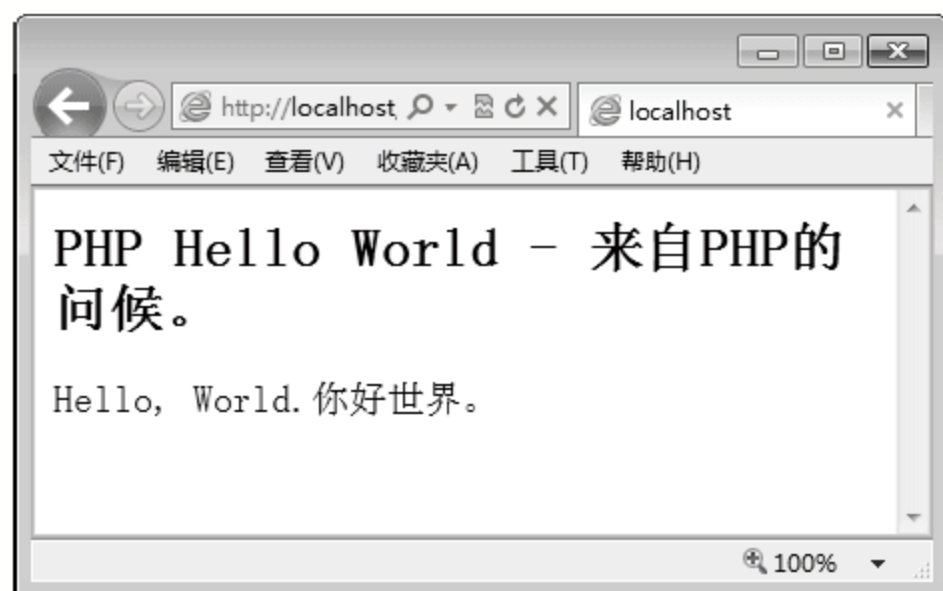 http://localhost
localhost
文件(F) 编辑(E) 查看(V) 收藏夹(A) 工具(T) 帮助(H)
PHP Hello World - 来自PHP的
问候。
Hello, World.你好世界。
100%